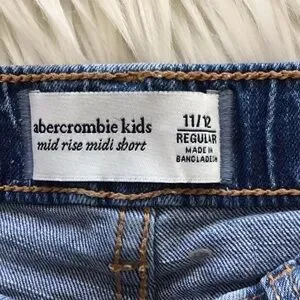 abercrombie kids
mid rise midi short
11/12
REGULAR
MADE IN
BANGLADESH